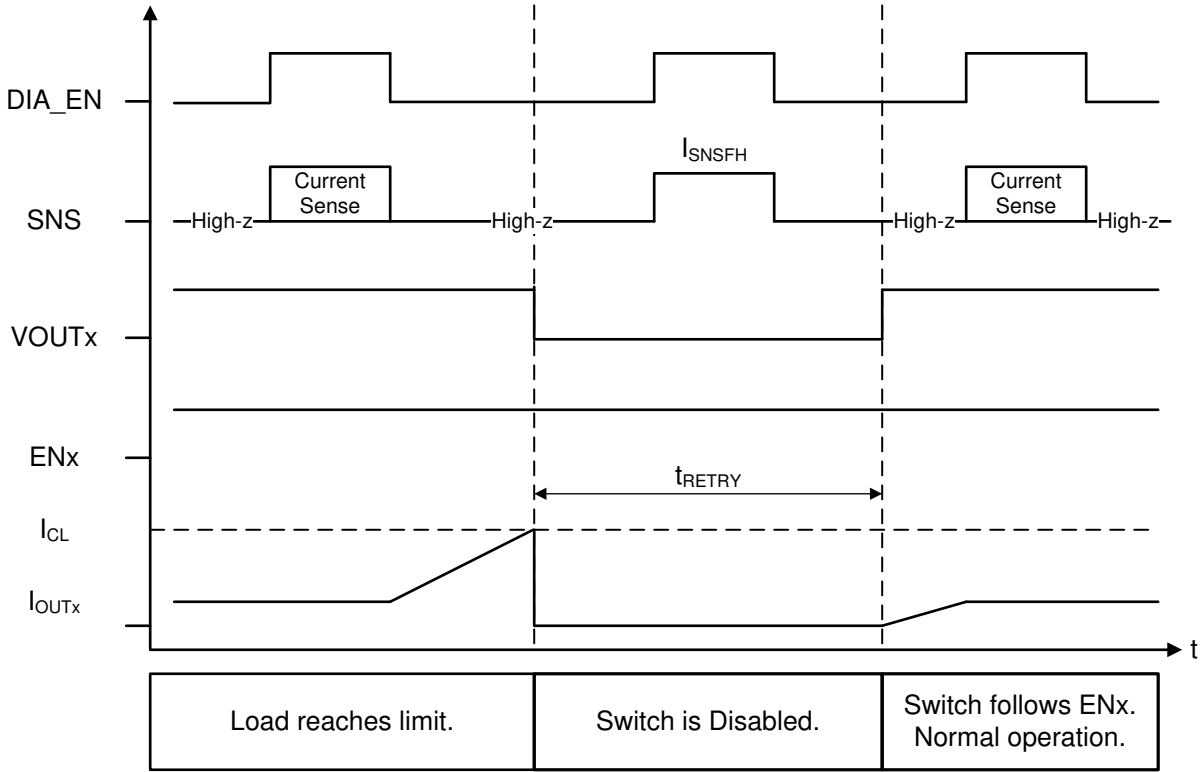 DIA_EN
I_SNSFH
Current
Sense
Current
Sense
SNS
High-z
High-z
High-z
High-z
VOUTx
ENx
t_RETRY
I_CL
I_OUTx
t
Load reaches limit.
Switch is Disabled.
Switch follows ENx.
Normal operation.